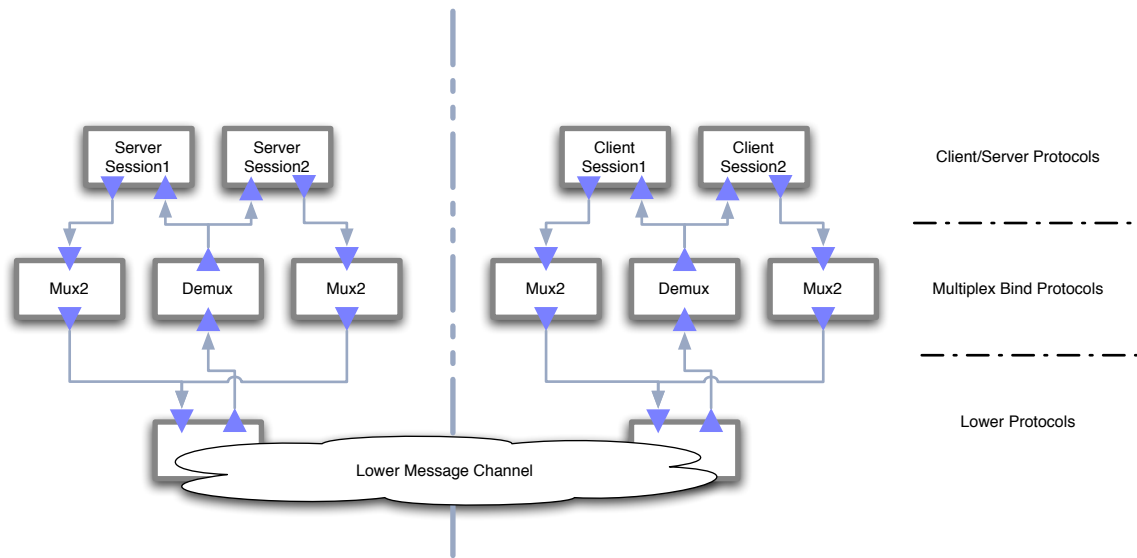 Server
Session1
Server
Session2
Client
Session1
Client
Session2
Client/Server Protocols
Mux2
Demux
Mux2
Mux2
Demux
Mux2
Multiplex Bind Protocols
Lower Protocols
Lower Message Channel